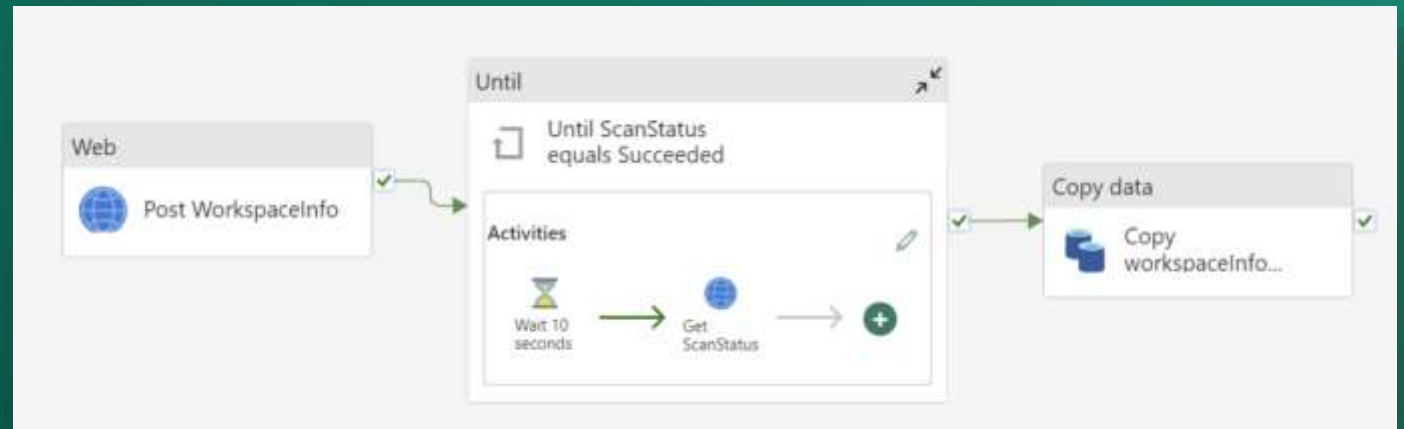 Web
Post WorkspaceInfo
Until
Until ScanStatus
equals Succeeded
Activities
Wait 10
seconds
Get
ScanStatus
Copy data
Copy
workspaceInfo...